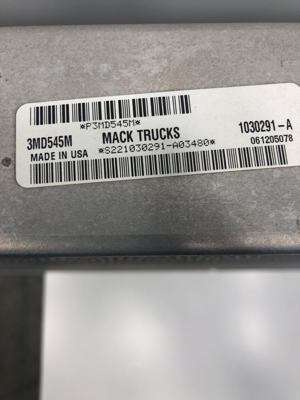 *P3MD545M*
3MD545M MACK TRUCKS 1030291-A
MADE IN USA *S221030291-A03480* 061205078